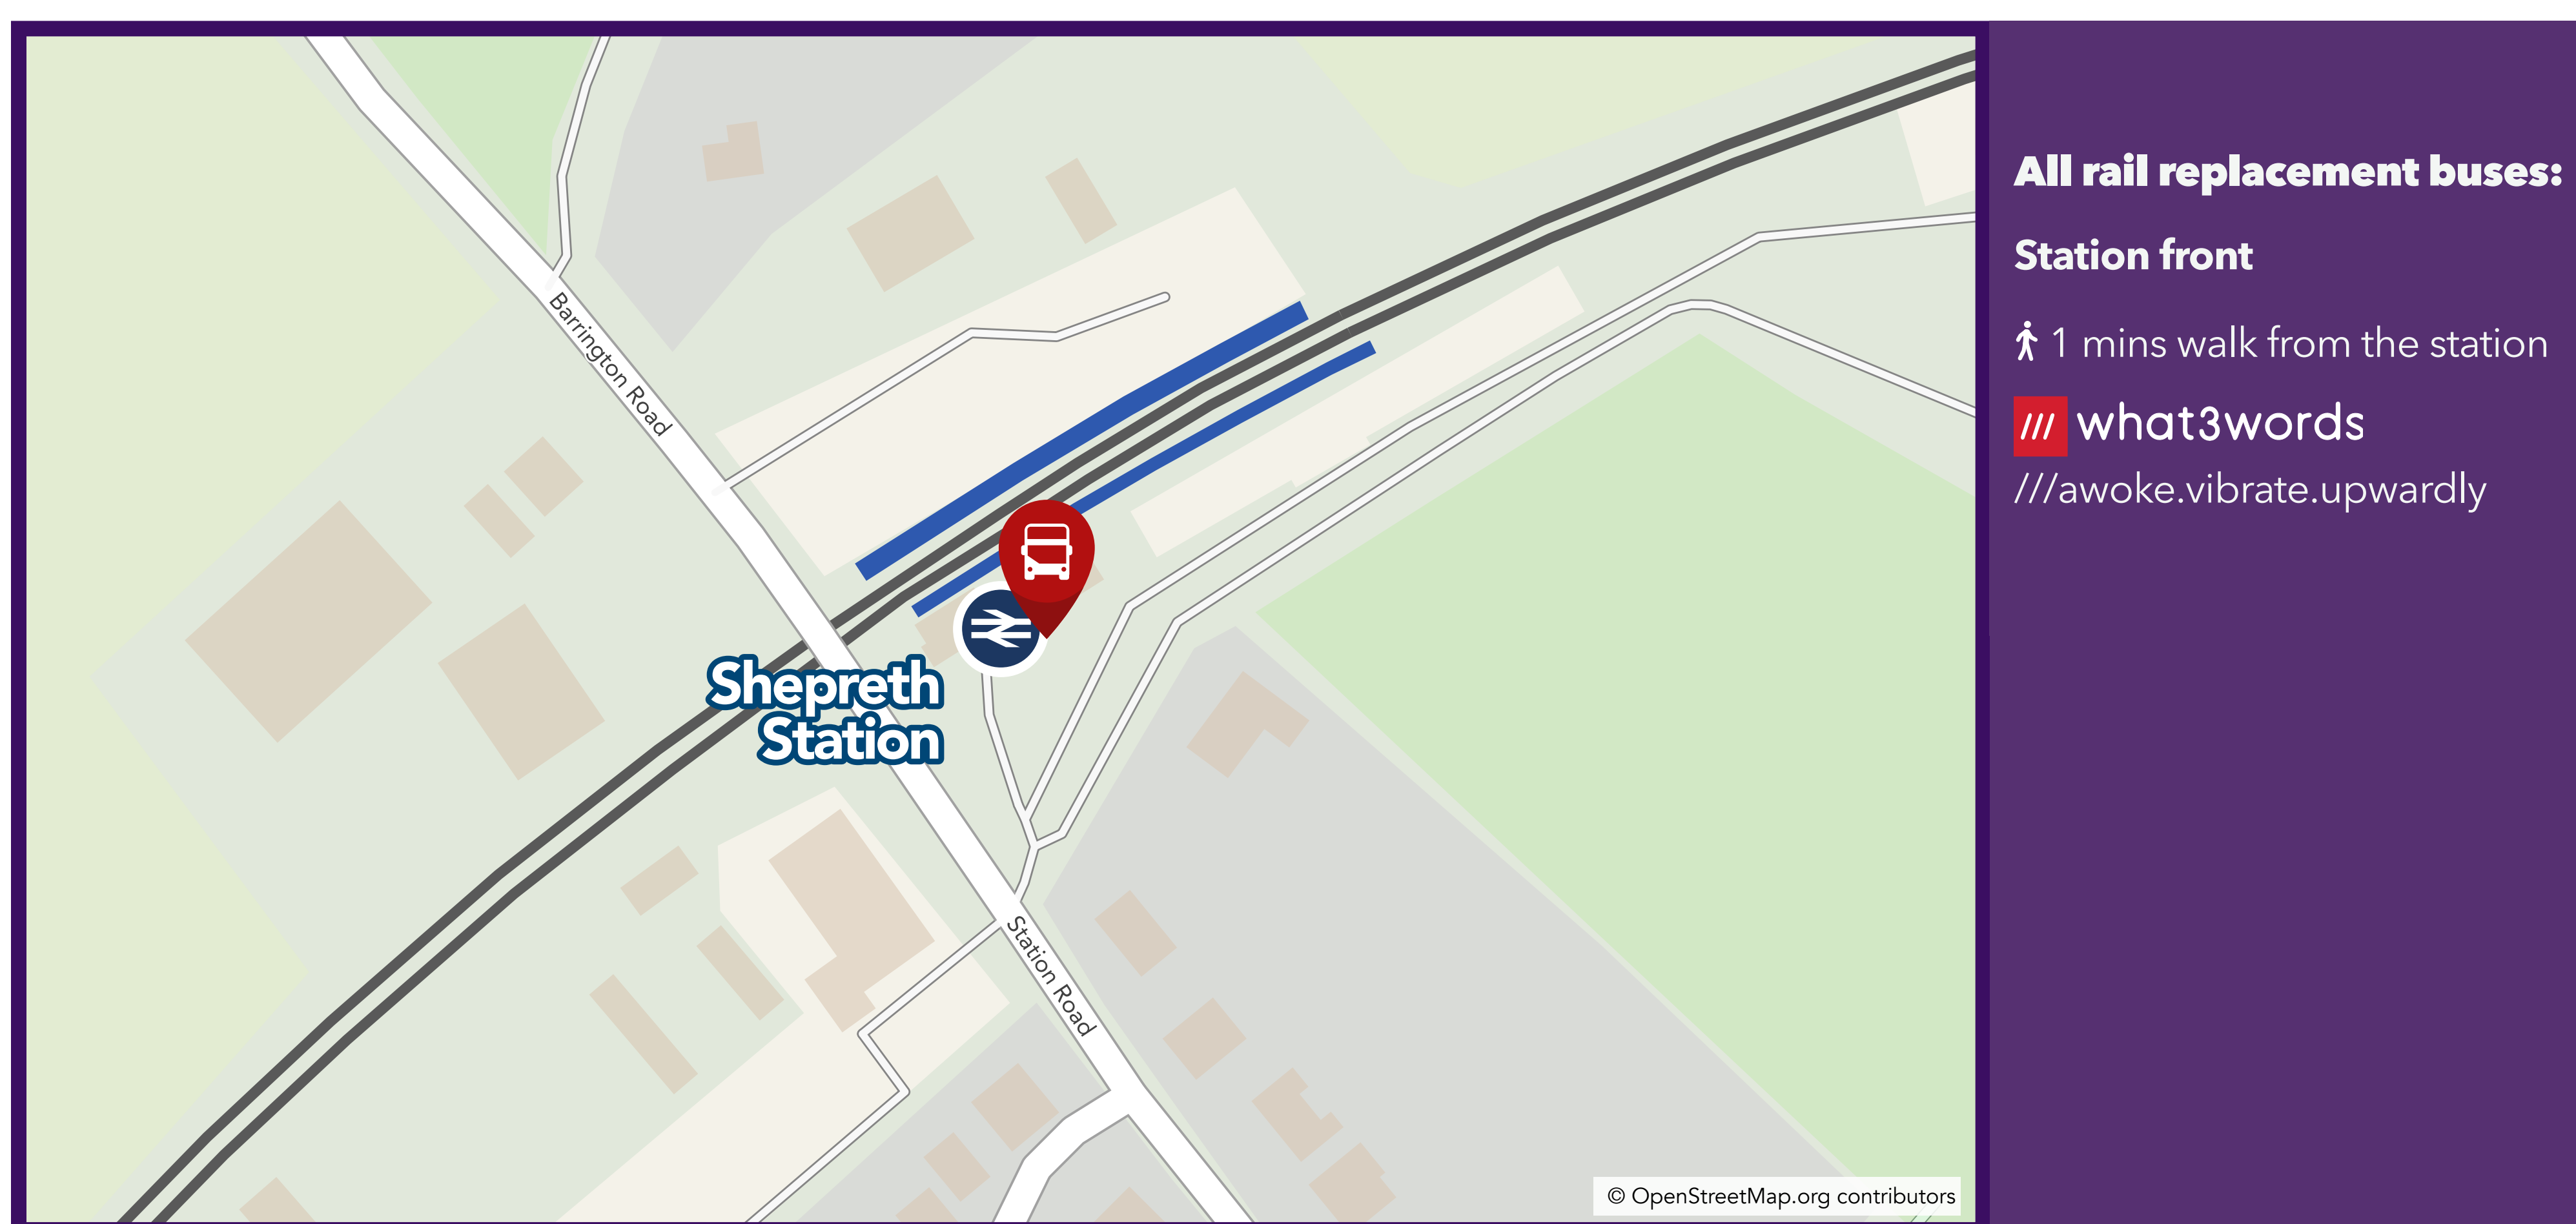 Barrington Road
Shepreth
Station
Station Road
© OpenStreetMap.org contributors
All rail replacement buses:
Station front
1 mins walk from the station
/// what3words
///awoke.vibrate.upwardly